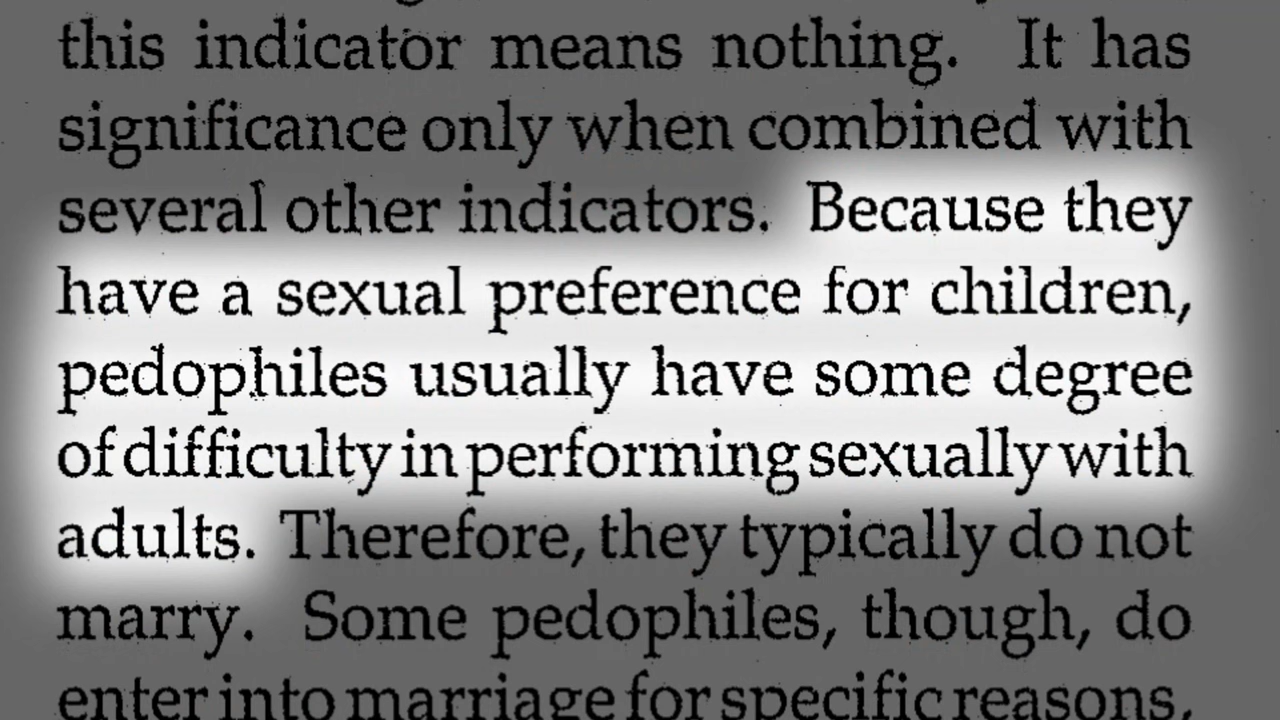 this indicator means nothing. It has
significance only when combined with
several other indicators. Because they
have a sexual preference for children,
pedophiles usually have some degree
of difficulty in performing sexually with
adults. Therefore, they typically do not
marry. Some pedophiles, though, do
enter into marriage for specific reasons,